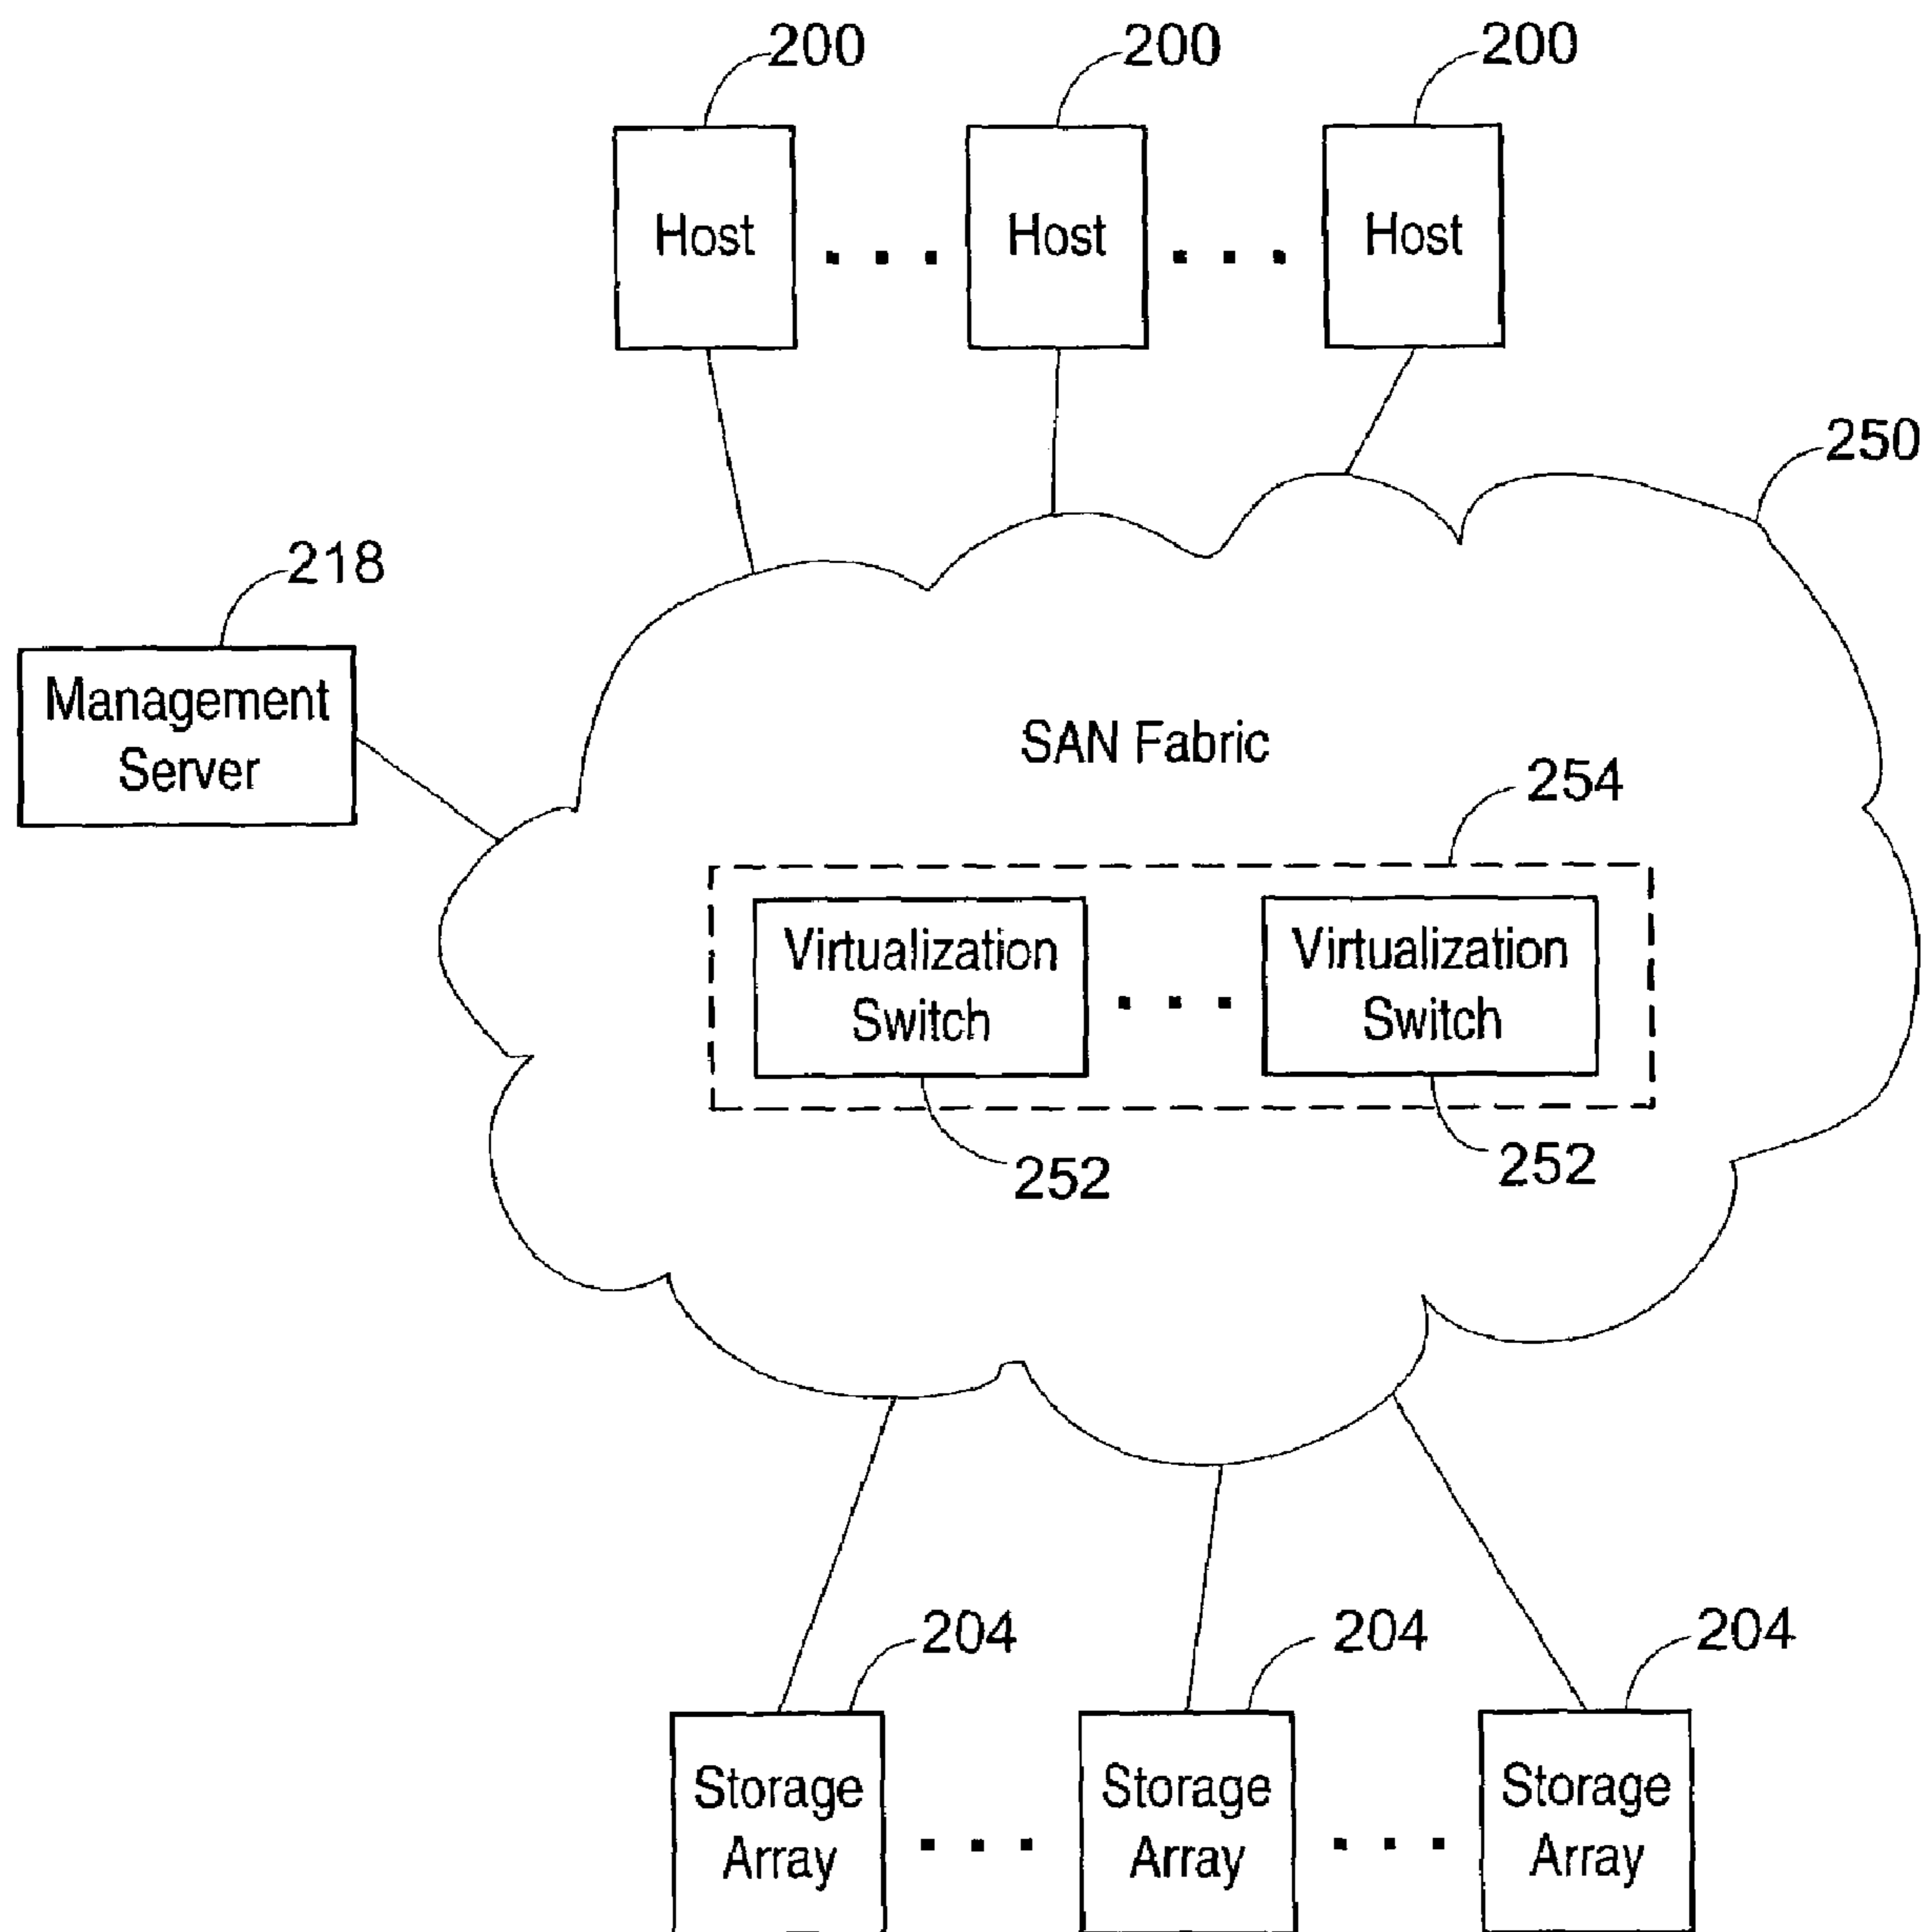 200 200 200
Host . . . Host . . . Host
250
218
Management
Server
SAN Fabric
254
Virtualization
Switch
. . .
Virtualization
Switch
252 252
204 204 204
Storage
Array
. . .
Storage
Array
. . .
Storage
Array